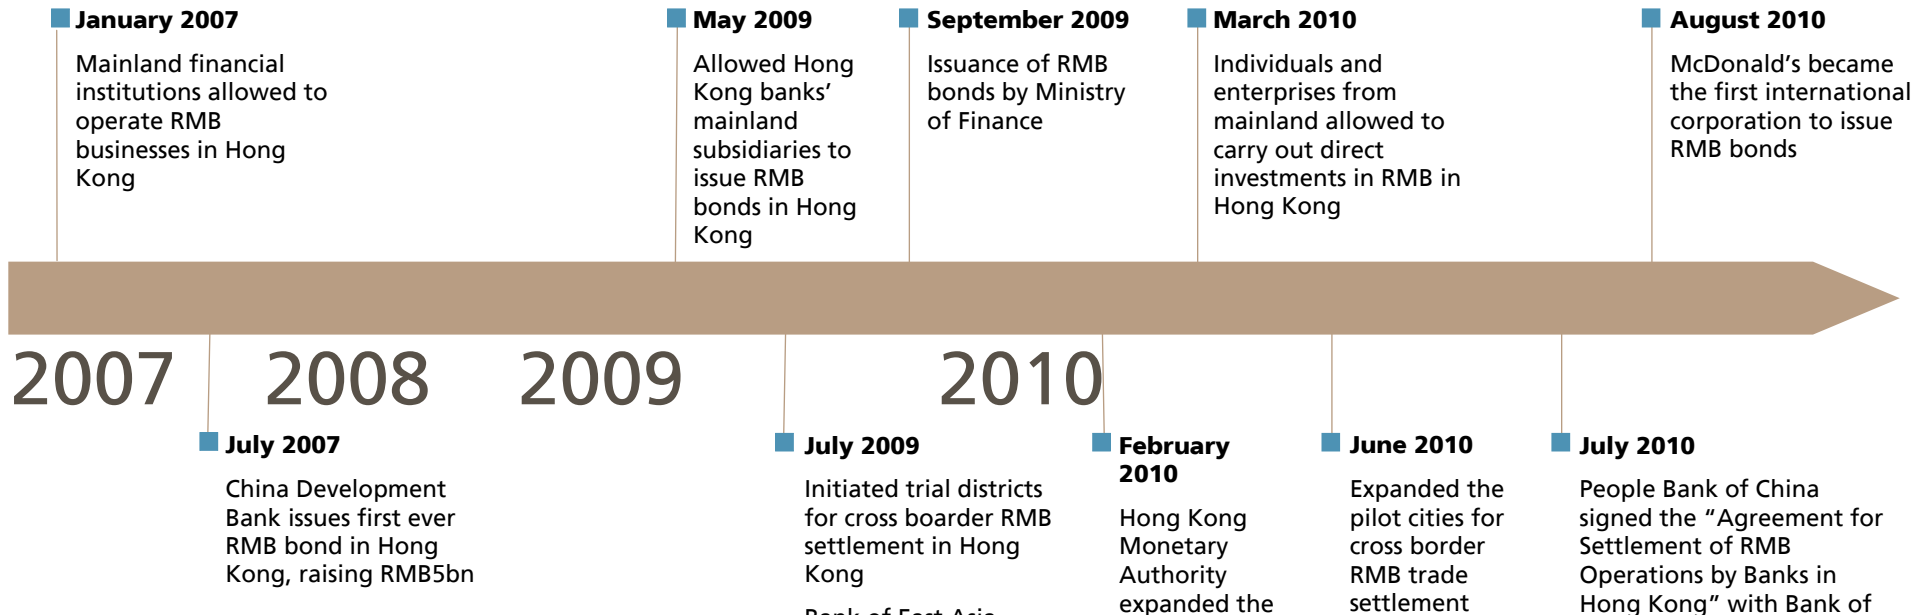 January 2007
Mainland financial
institutions allowed to
operate RMB
businesses in Hong
Kong
May 2009
Allowed Hong
Kong banks’
mainland
subsidiaries to
issue RMB
bonds in Hong
Kong
September 2009
Issuance of RMB
bonds by Ministry
of Finance
March 2010
Individuals and
enterprises from
mainland allowed to
carry out direct
investments in RMB in
Hong Kong
August 2010
McDonald’s became
the first international
corporation to issue
RMB bonds
2007
2008
2009
2010
July 2007
China Development
Bank issues first ever
RMB bond in Hong
Kong, raising RMB5bn
July 2009
Initiated trial districts
for cross boarder RMB
settlement in Hong
Kong
Bank of East Asia
February
2010
Hong Kong
Monetary
Authority
expanded the
June 2010
Expanded the
pilot cities for
cross border
RMB trade
settlement
July 2010
People Bank of China
signed the “Agreement for
Settlement of RMB
Operations by Banks in
Hong Kong” with Bank of